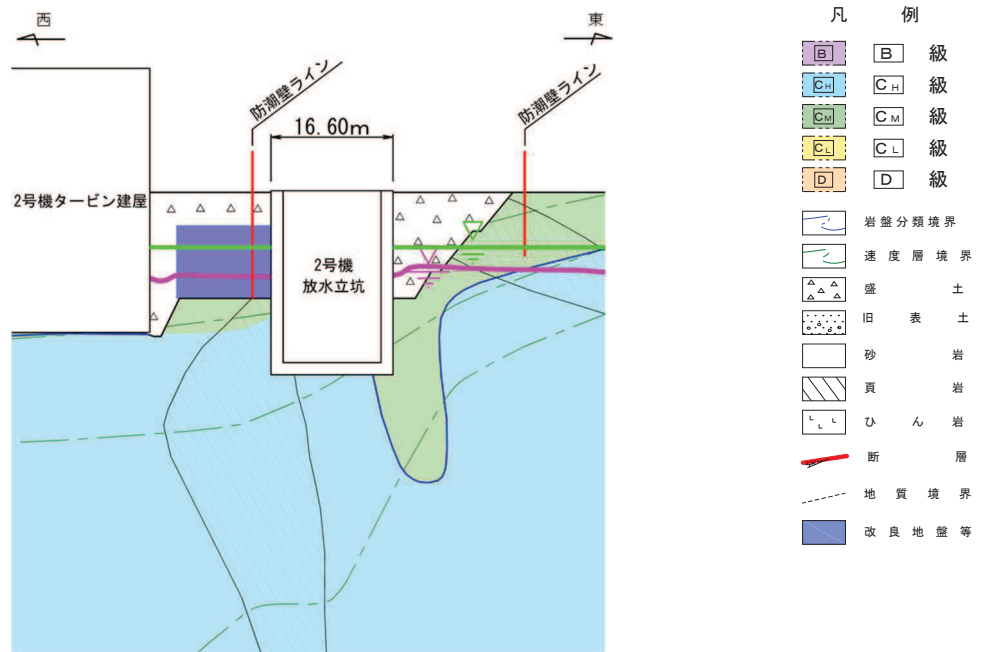 西
東
防潮壁ライン
防潮壁ライン
16.60m
2号機タービン建屋
2号機
放水立坑
凡 例
B B 級
CH CH 級
CM CM 級
CL CL 級
D D 級
岩盤分類境界
速度層境界
盛土
旧表土
砂岩
頁岩
ひん岩
断層
地質境界
改良地盤等